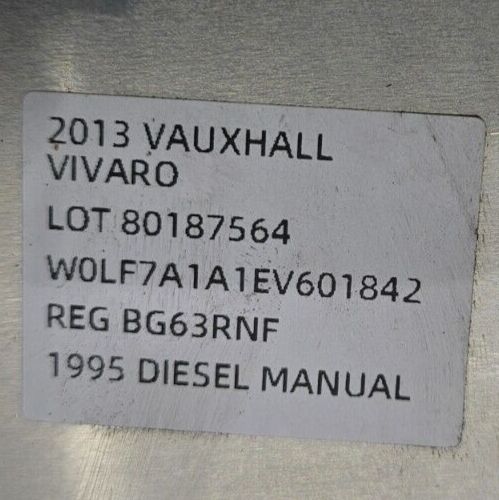 2013 VAUXHALL
VIVARO
LOT 80187564
W0LF7A1A1EV601842
REG BG63RNF
1995 DIESEL MANUAL